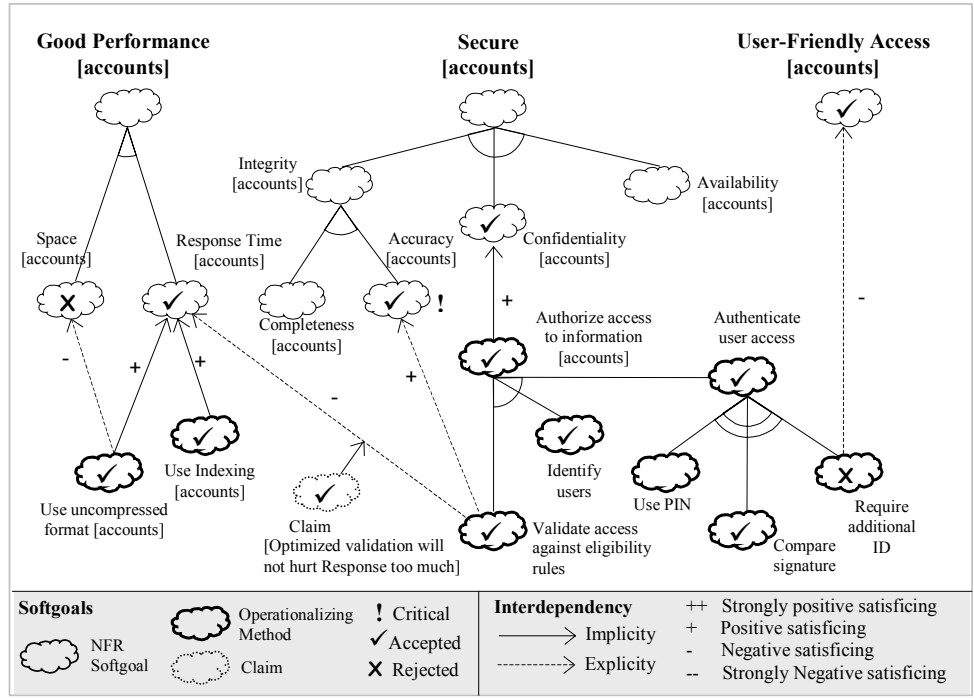 Good Performance
[accounts]
Secure
[accounts]
User-Friendly Access
[accounts]
Integrity
[accounts]
Availability
[accounts]
Space
[accounts]
Response Time
[accounts]
Accuracy
[accounts]
Confidentiality
[accounts]
!
Completeness
[accounts]
+
Authorize access
to information
[accounts]
Authenticate
user access
-
-
+
+
-
+
Use uncompressed
format [accounts]
Use Indexing
[accounts]
Claim
[Optimized validation will
not hurt Response too much]
Identify
users
Validate access
against eligibility
rules
Use PIN
Compare
signature
Require
additional
ID
Softgoals
NFR
Softgoal
Operationalizing
Method
Claim
! Critical
✓ Accepted
✗ Rejected
Interdependency
Implicity
Explicity
++ Strongly positive satisficing
+ Positive satisficing
- Negative satisficing
-- Strongly Negative satisficing